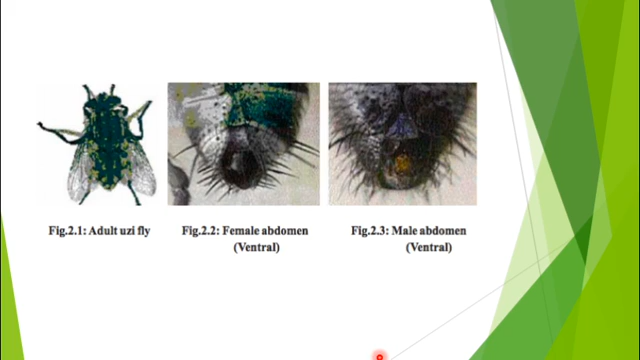 Fig.2.1: Adult uzi fly
Fig.2.2: Female abdomen
(Ventral)
Fig.2.3: Male abdomen
(Ventral)